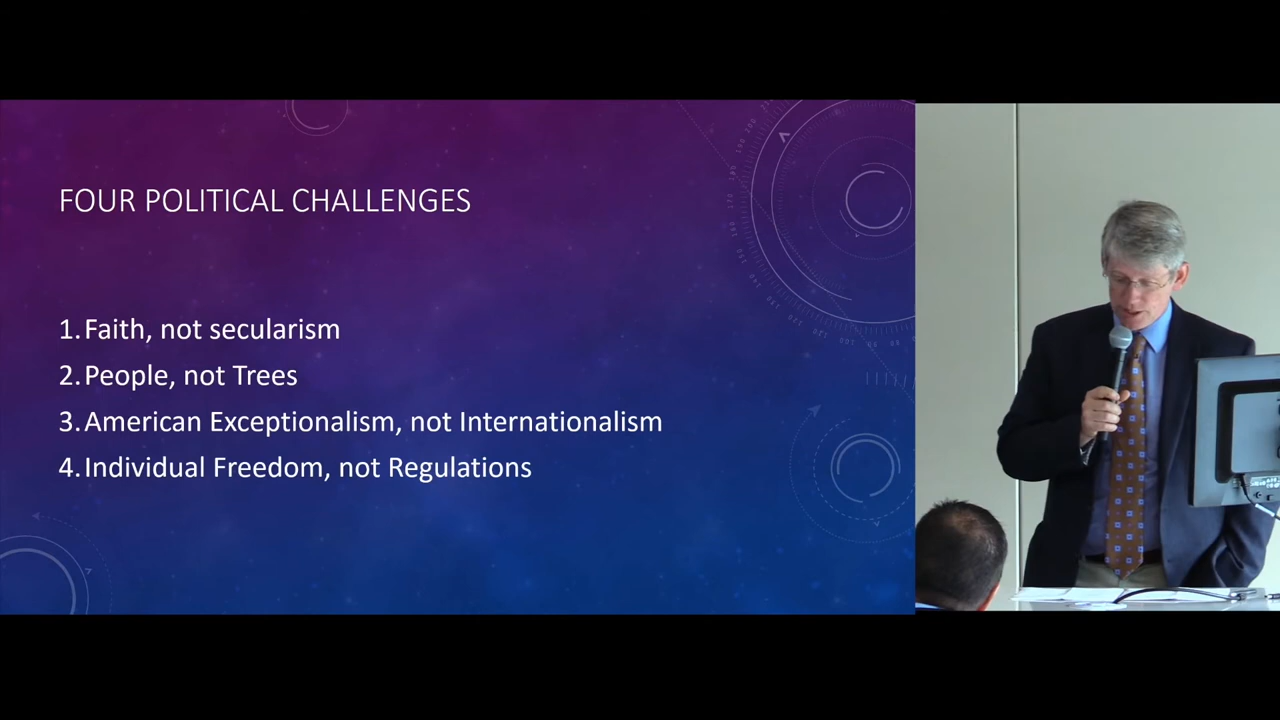 FOUR POLITICAL CHALLENGES
1. Faith, not secularism
2. People, not Trees
3. American Exceptionalism, not Internationalism
4. Individual Freedom, not Regulations